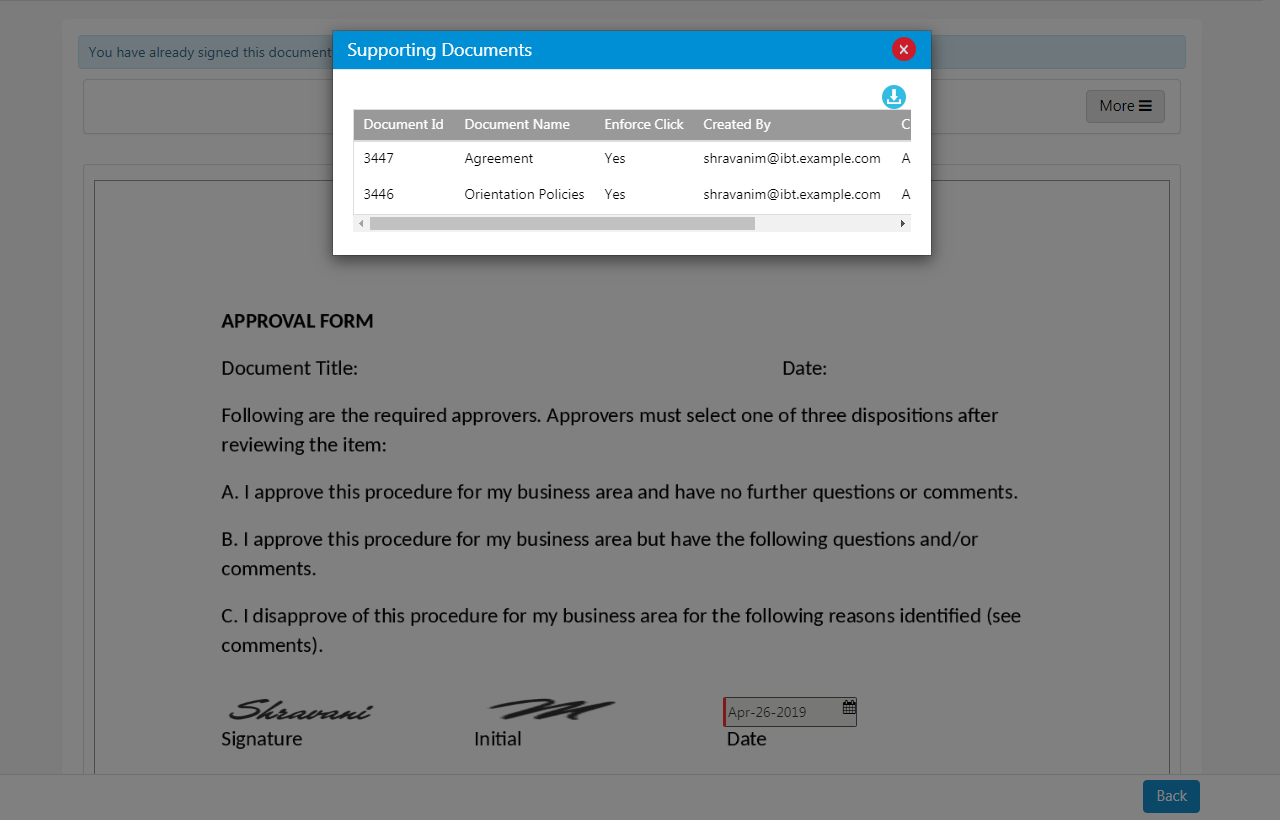 You have already signed this document
Supporting Documents
More
Document Id Document Name Enforce Click Created By C
3447 Agreement Yes shravanim@ibt.example.com A
3446 Orientation Policies Yes shravanim@ibt.example.com A
APPROVAL FORM
Document Title: Date:
Following are the required approvers. Approvers must select one of three dispositions after
reviewing the item:
A. I approve this procedure for my business area and have no further questions or comments.
B. I approve this procedure for my business area but have the following questions and/or
comments.
C. I disapprove of this procedure for my business area for the following reasons identified (see
comments).
Shravani Apr-26-2019
Signature Initial Date
Back